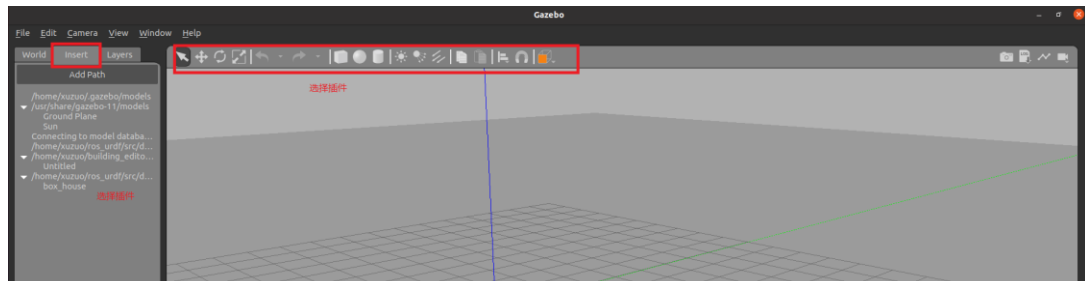 Gazebo
File Edit Camera View Window Help
World Insert Layers
Add Path
选择插件
/home/xuzuo/.gazebo/models
/usr/share/gazebo-11/models
Ground Plane
Sun
Connecting to model databa...
/home/xuzuo/ros_urdf/src/d...
/home/xuzuo/building_edito...
Untitled
/home/xuzuo/ros_urdf/src/d...
box_house
选择插件